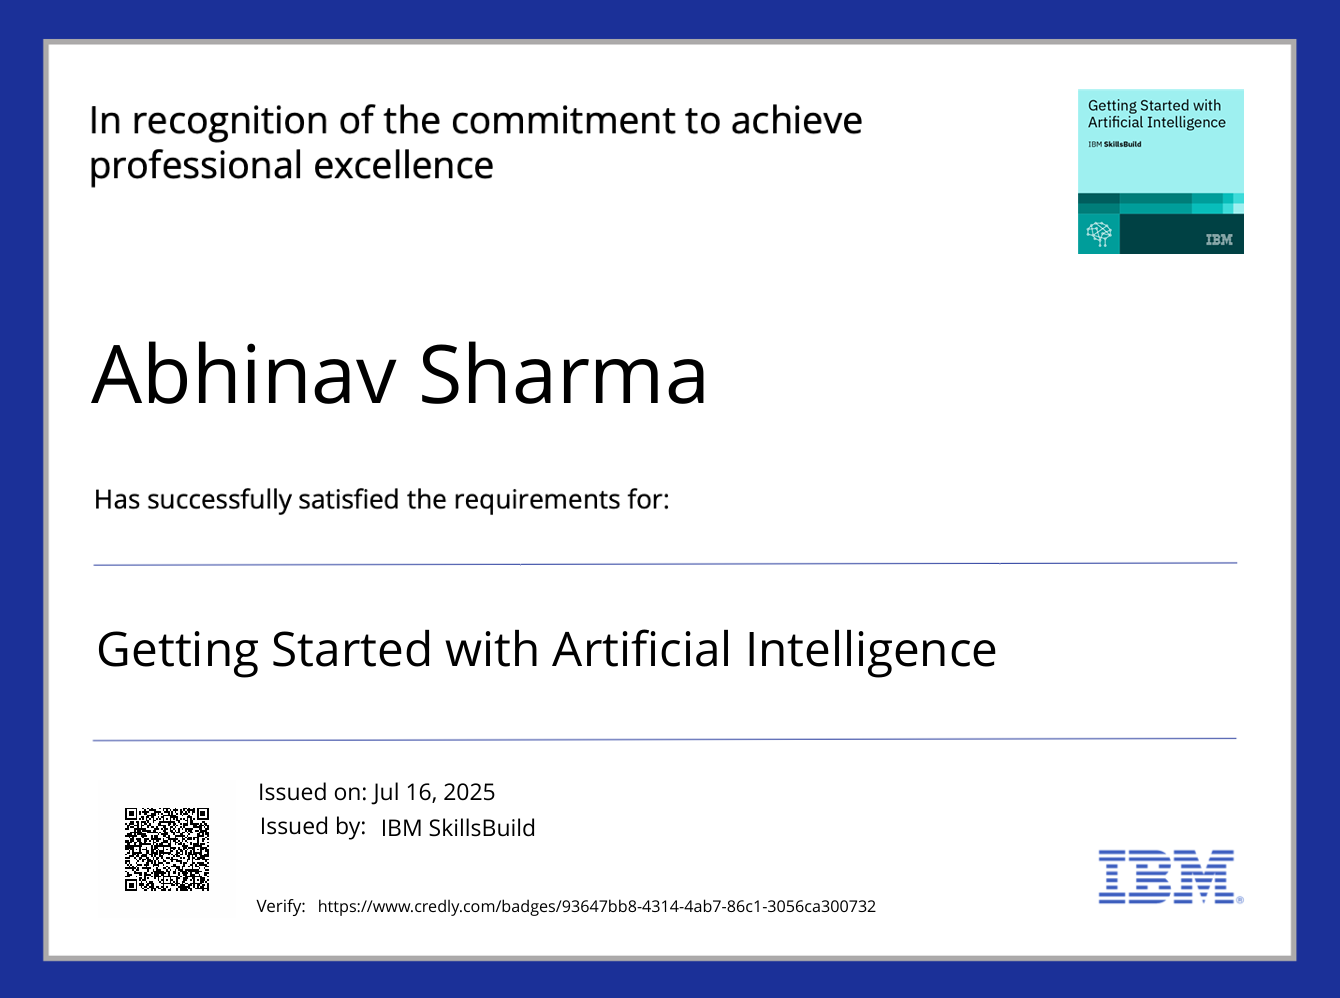 In recognition of the commitment to achieve
professional excellence
Getting Started with
Artificial Intelligence
IBM SkillsBuild
IBM
Abhinav Sharma
Has successfully satisfied the requirements for:
Getting Started with Artificial Intelligence
Issued on: Jul 16, 2025
Issued by: IBM SkillsBuild
Verify: https://www.credly.com/badges/93647bb8-4314-4ab7-86c1-3056ca300732
IBM®